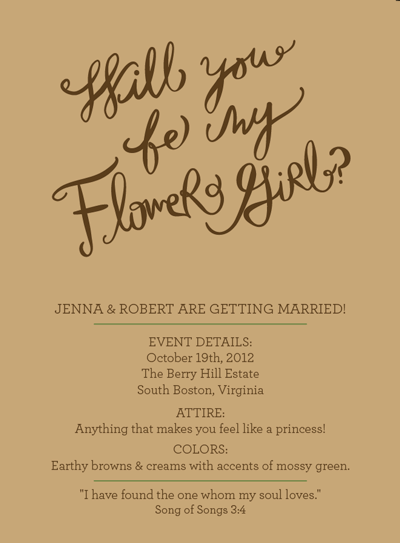 Will you
be my
Flower Girl?
JENNA & ROBERT ARE GETTING MARRIED!
EVENT DETAILS:
October 19th, 2012
The Berry Hill Estate
South Boston, Virginia
ATTIRE:
Anything that makes you feel like a princess!
COLORS:
Earthy browns & creams with accents of mossy green.
"I have found the one whom my soul loves."
Song of Songs 3:4